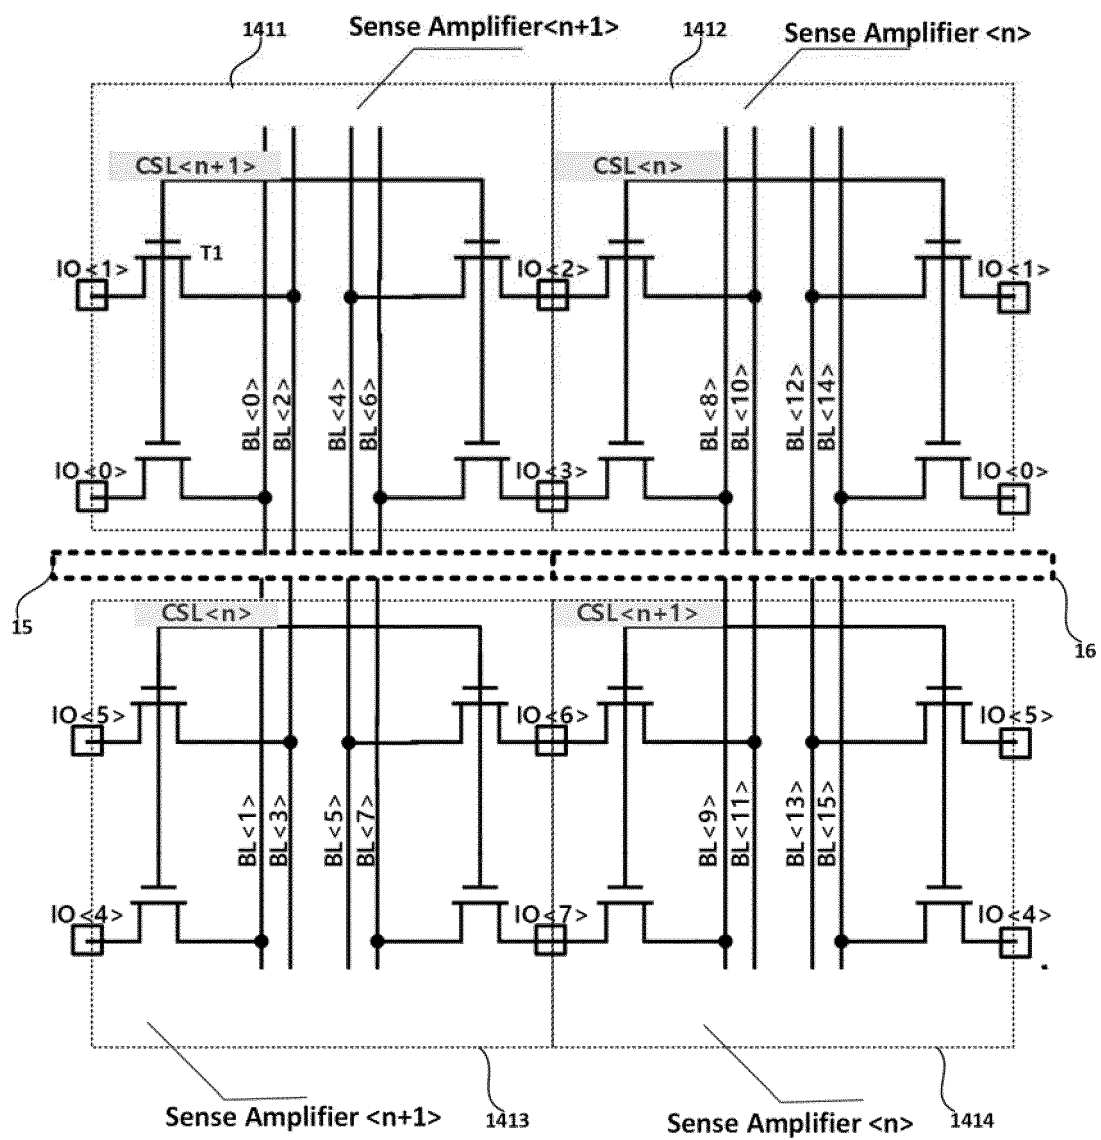 1411
Sense Amplifier<n+1>
1412
Sense Amplifier <n>
CSL<n+1>
CSL<n>
T1
IO<1>
IO<2>
IO<1>
BL<0>
BL<2>
BL<4>
BL<6>
BL<8>
BL<10>
BL<12>
BL<14>
IO<0>
IO<3>
IO<0>
15
16
CSL<n>
CSL<n+1>
IO<5>
IO<6>
IO<5>
BL<1>
BL<3>
BL<5>
BL<7>
BL<9>
BL<11>
BL<13>
BL<15>
IO<4>
IO<7>
IO<4>
Sense Amplifier <n+1>
1413
Sense Amplifier <n>
1414